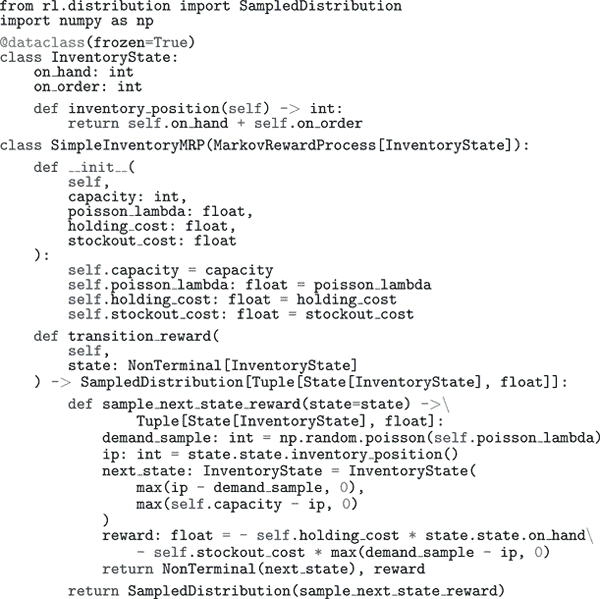 from rl.distribution import SampledDistribution
import numpy as np
@dataclass(frozen=True)
class InventoryState:
    on_hand: int
    on_order: int
    def inventory_position(self) -> int:
        return self.on_hand + self.on_order
class SimpleInventoryMRP(MarkovRewardProcess[InventoryState]):
    def __init__(
        self,
        capacity: int,
        poisson_lambda: float,
        holding_cost: float,
        stockout_cost: float
    ):
        self.capacity = capacity
        self.poisson_lambda: float = poisson_lambda
        self.holding_cost: float = holding_cost
        self.stockout_cost: float = stockout_cost
    def transition_reward(
        self,
        state: NonTerminal[InventoryState]
    ) -> SampledDistribution[Tuple[State[InventoryState], float]]:
        def sample_next_state_reward(state=state) ->\
                Tuple[State[InventoryState], float]:
            demand_sample: int = np.random.poisson(self.poisson_lambda)
            ip: int = state.state.inventory_position()
            next_state: InventoryState = InventoryState(
                max(ip - demand_sample, 0),
                max(self.capacity - ip, 0)
            )
            reward: float = - self.holding_cost * state.state.on_hand\
                - self.stockout_cost * max(demand_sample - ip, 0)
            return NonTerminal(next_state), reward
        return SampledDistribution(sample_next_state_reward)